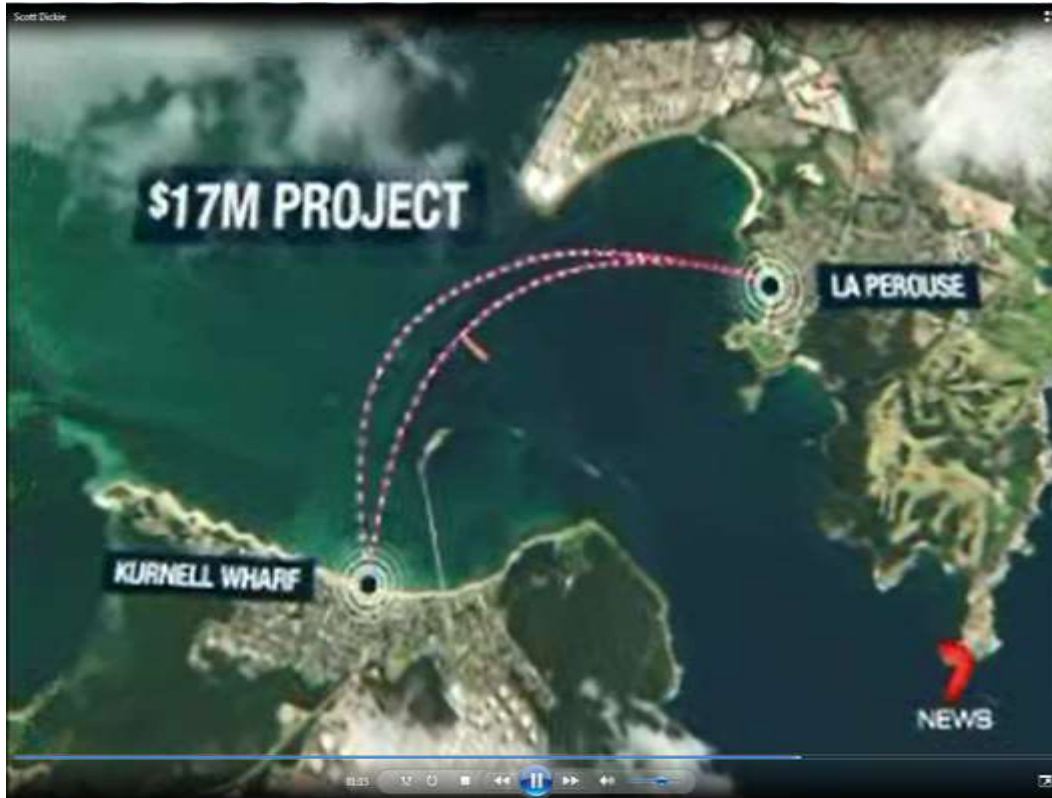 Scott Dickie
$17M PROJECT
LA PEROUSE
KURNELL WHARF
7
NEWS